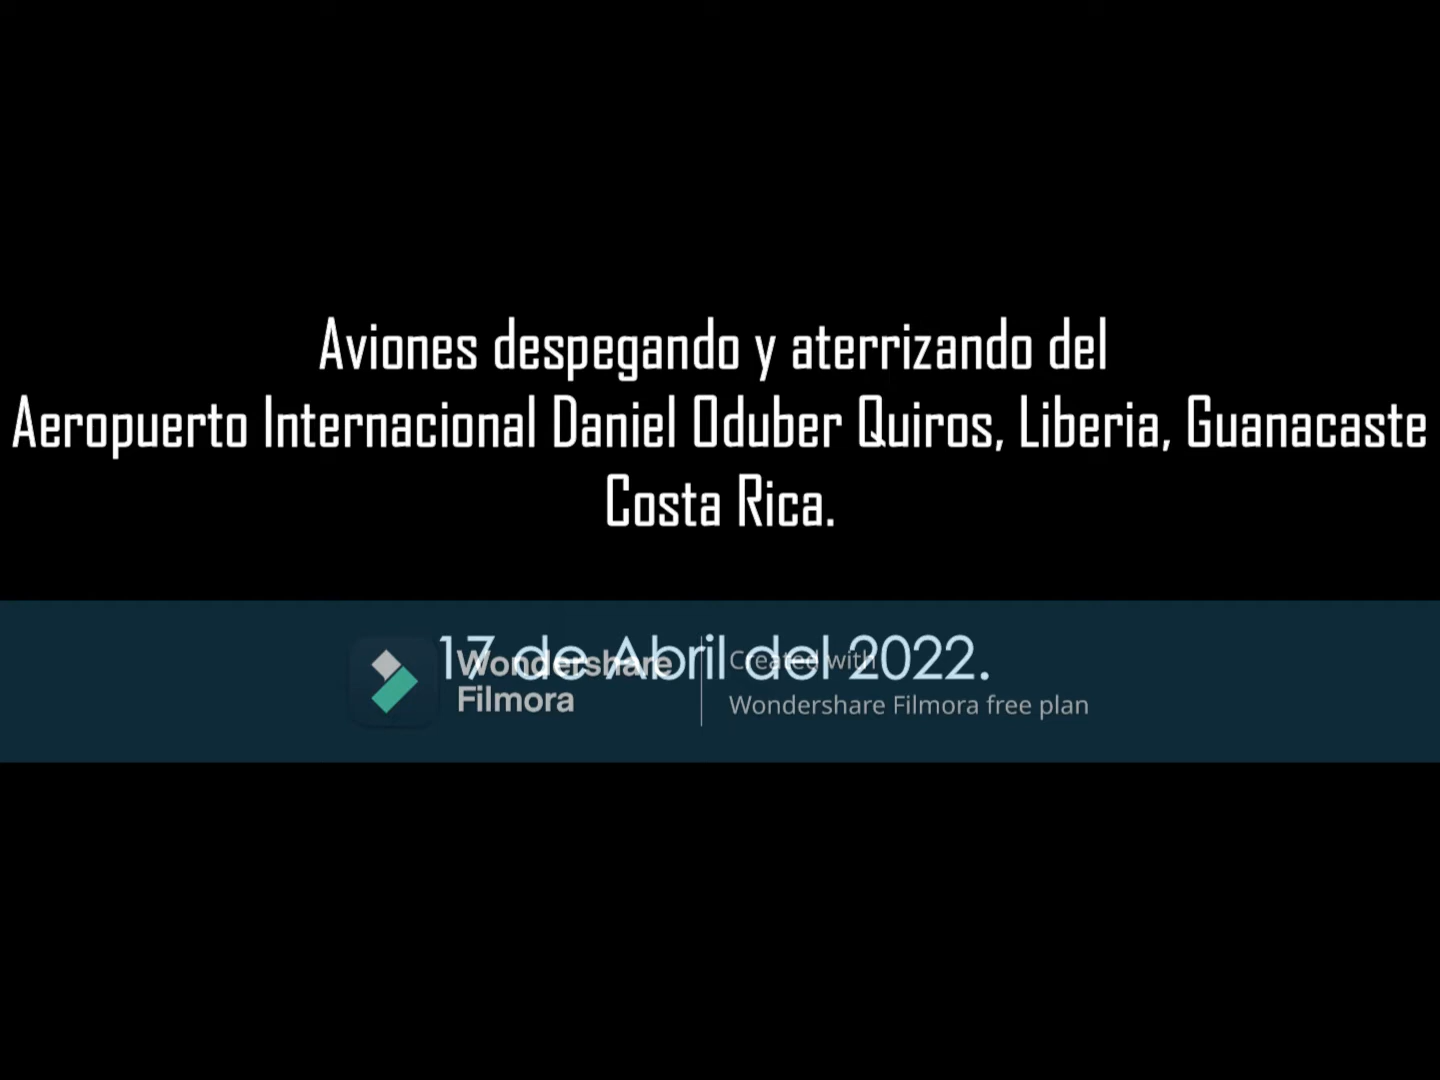 Aviones despegando y aterrizando del
Aeropuerto Internacional Daniel Oduber Quiros, Liberia, Guanacaste
Costa Rica.
17 de Abril del 2022.
Wondershare
Filmora
Created with
Wondershare Filmora free plan